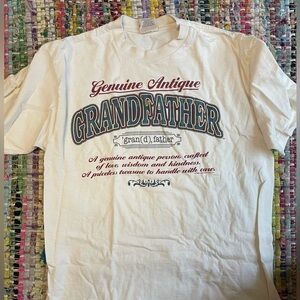 Genuine Antique
GRANDFATHER
gran(d), father
A genuine antique person, crafted
of love, wisdom and kindness.
A priceless treasure to handle with care.